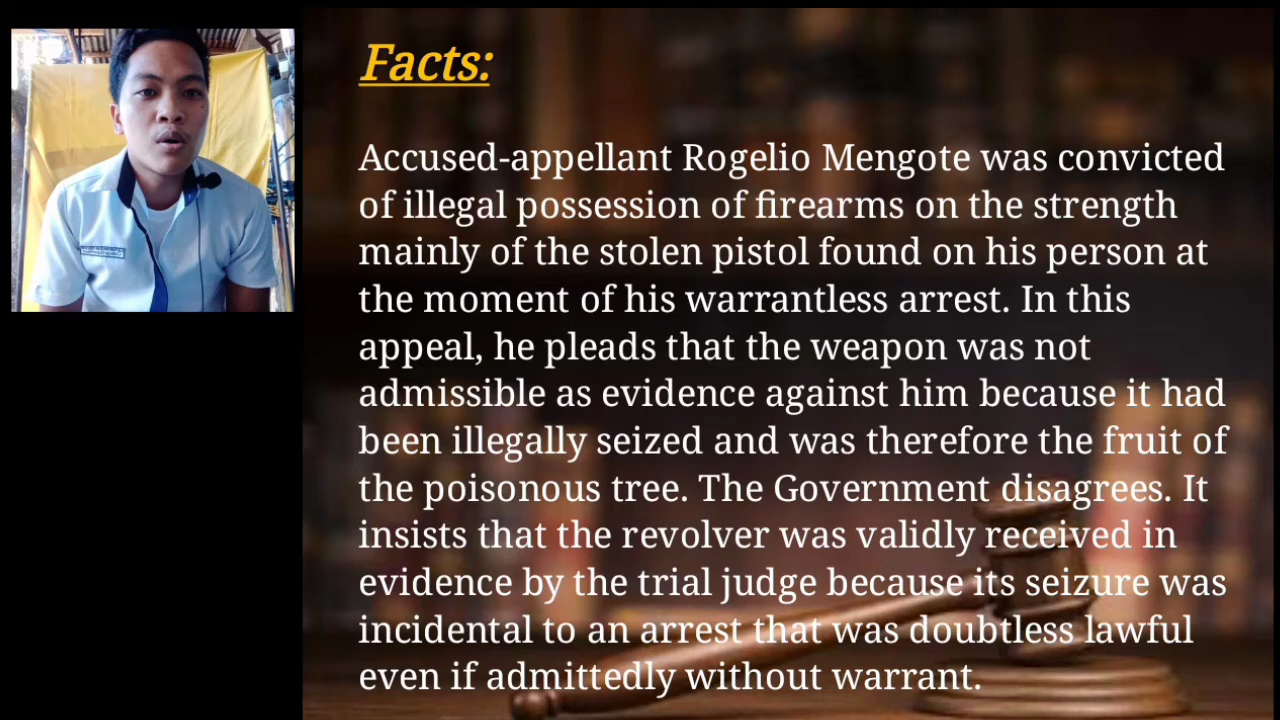 Facts:
Accused-appellant Rogelio Mengote was convicted
of illegal possession of firearms on the strength
mainly of the stolen pistol found on his person at
the moment of his warrantless arrest. In this
appeal, he pleads that the weapon was not
admissible as evidence against him because it had
been illegally seized and was therefore the fruit of
the poisonous tree. The Government disagrees. It
insists that the revolver was validly received in
evidence by the trial judge because its seizure was
incidental to an arrest that was doubtless lawful
even if admittedly without warrant.